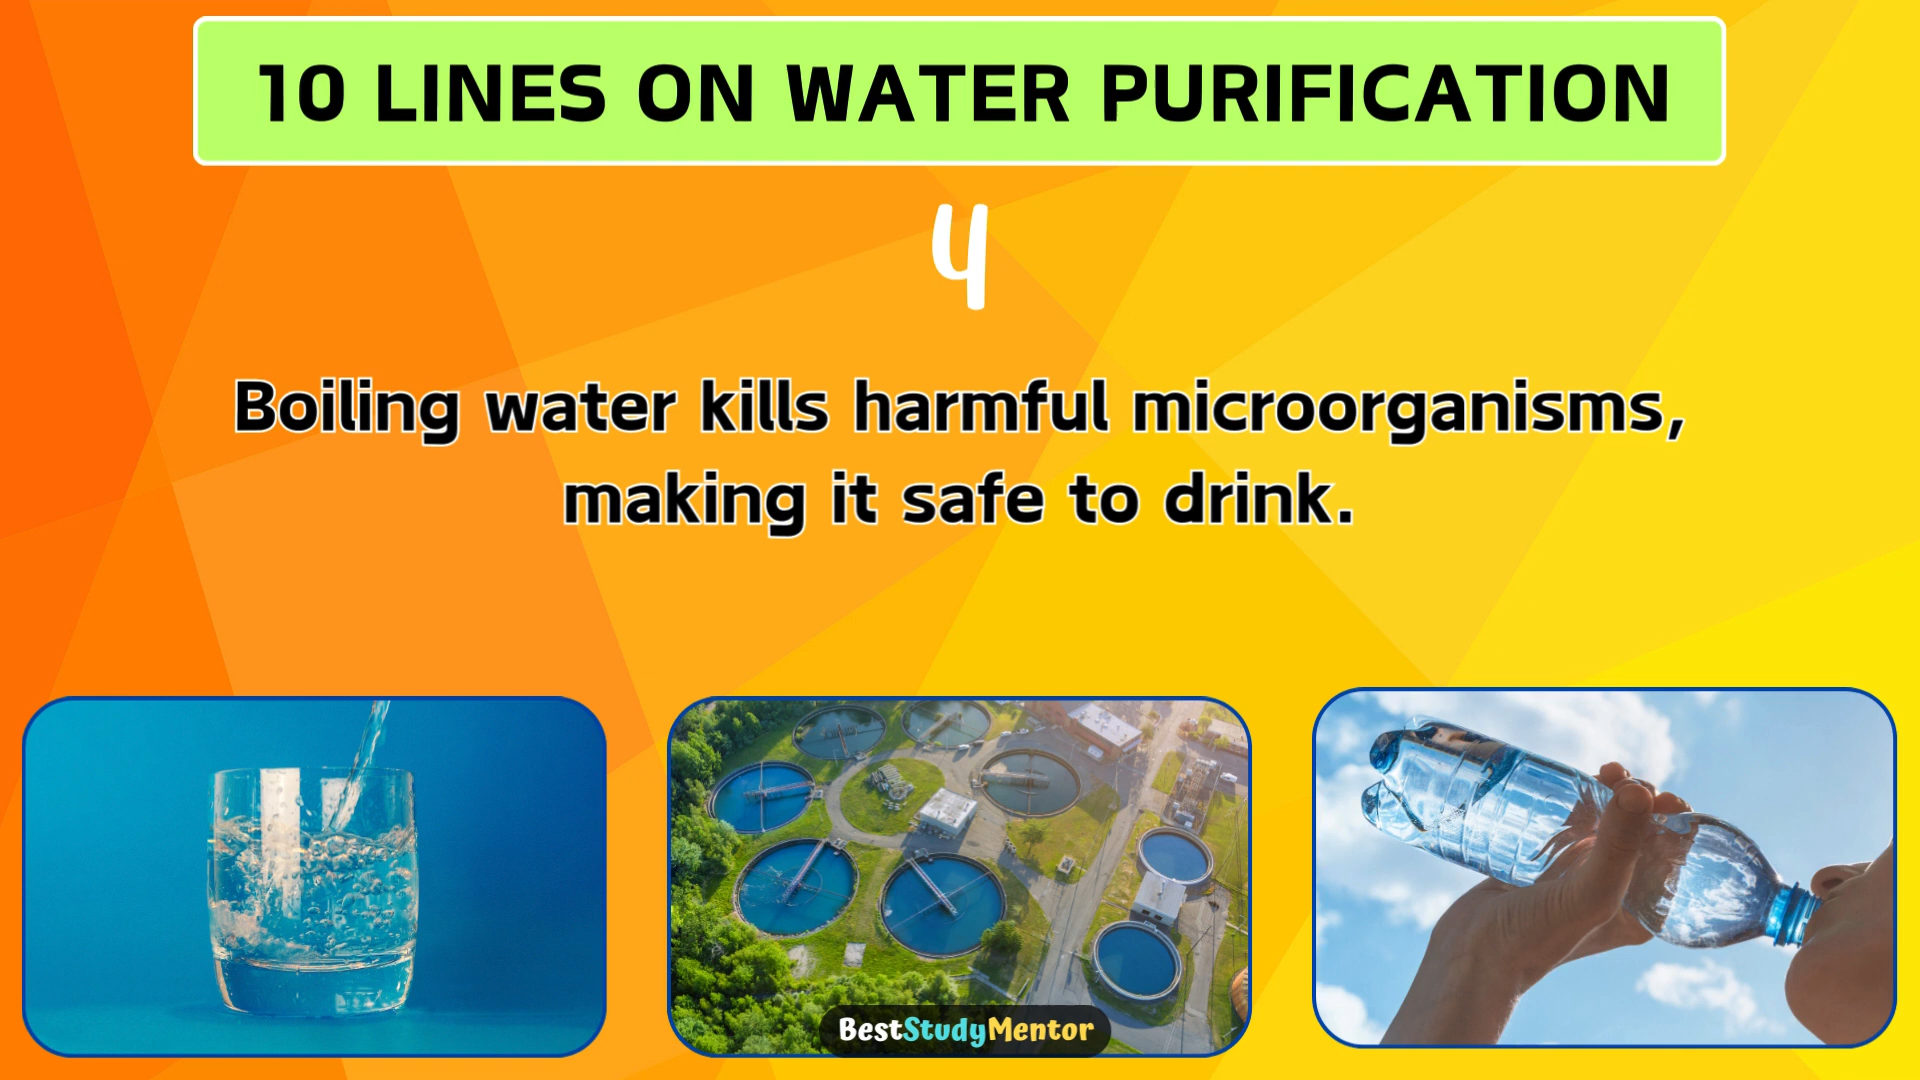 10 LINES ON WATER PURIFICATION
4
Boiling water kills harmful microorganisms,
making it safe to drink.
BestStudyMentor